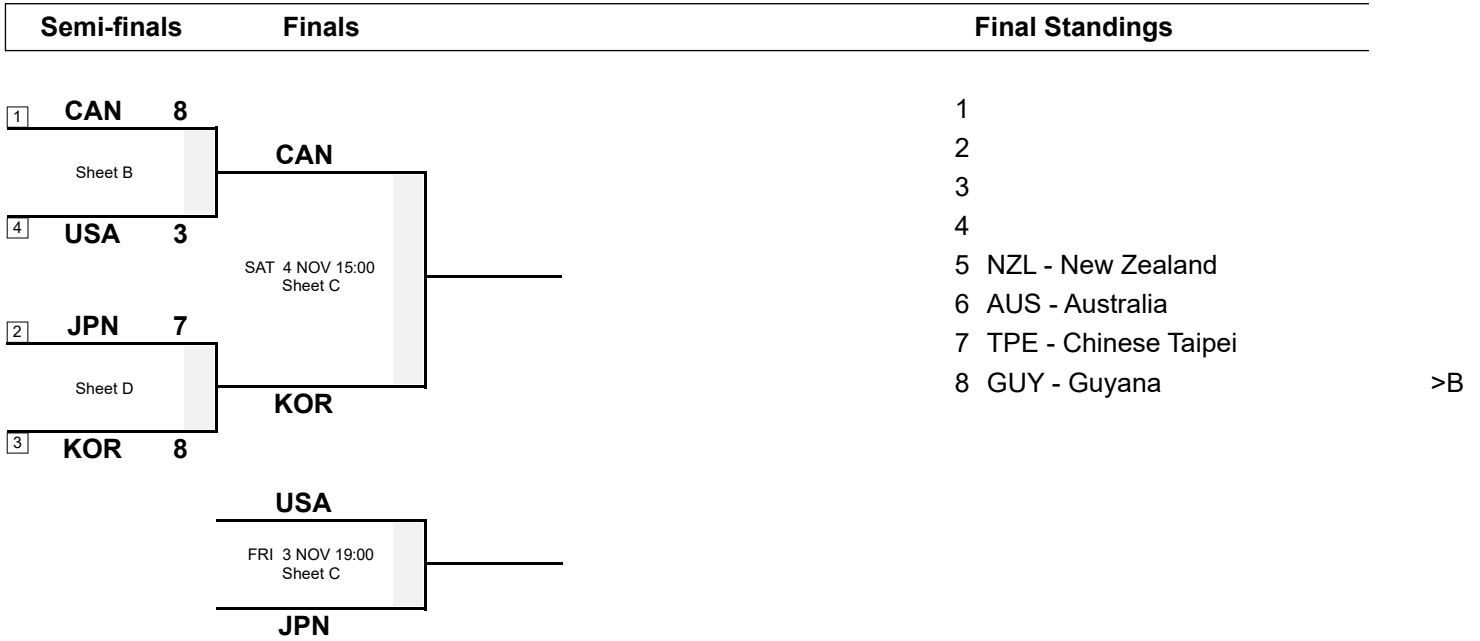 Semi-finals Finals Final Standings
1 CAN 8
Sheet B
4 USA 3
CAN
SAT 4 NOV 15:00
Sheet C
KOR
2 JPN 7
Sheet D
3 KOR 8
USA
FRI 3 NOV 19:00
Sheet C
JPN
1
2
3
4
5 NZL - New Zealand
6 AUS - Australia
7 TPE - Chinese Taipei
8 GUY - Guyana >B